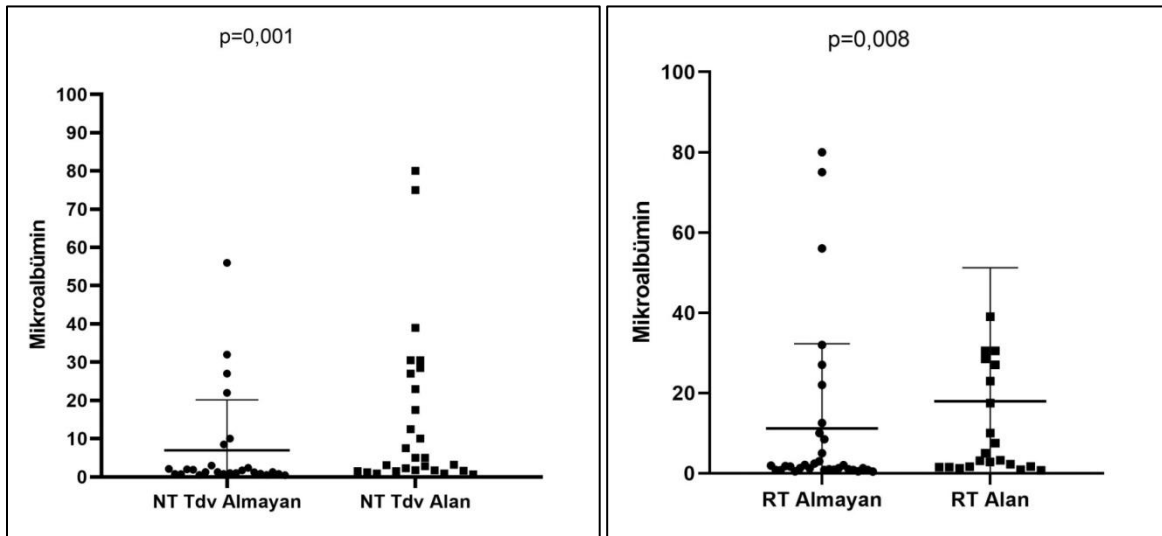 p=0,001
Mikroalbümin
100
90
80
70
60
50
40
30
20
10
0
NT Tdv Almayan
NT Tdv Alan
p=0,008
Mikroalbümin
100
80
60
40
20
0
RT Almayan
RT Alan